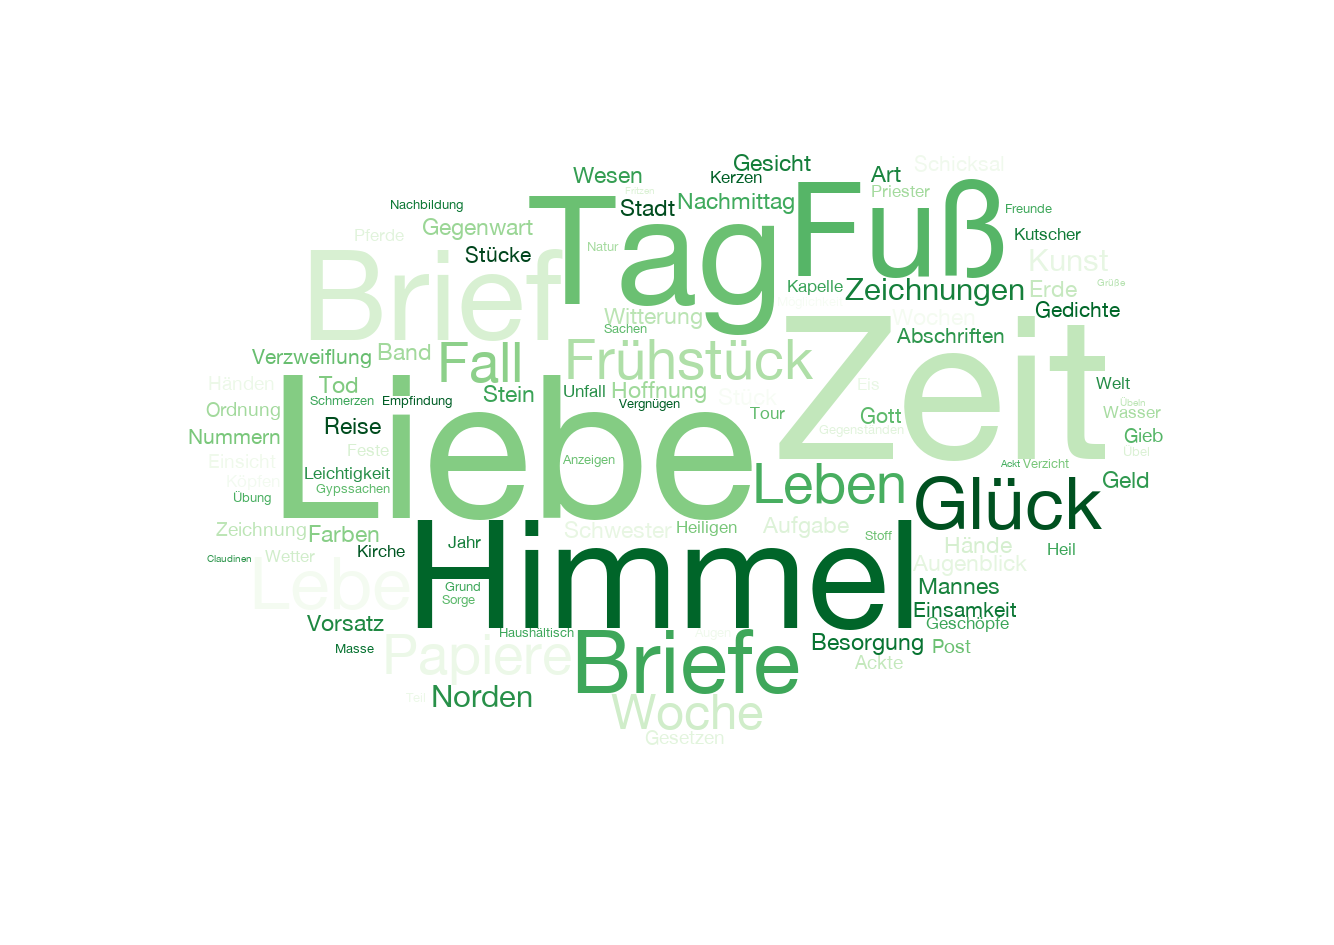 Gesicht
Schicksal
Wesen
Kerzen
Art
Fritzen
Priester
Nachbildung
Stadt
Nachmittag
Freunde
Tag
Fuß
Pferde
Gegenwart
Natur
Kutscher
Stücke
Kunst
Brief
Kapelle
Zeichnungen
Erde
Grüße
Witterung
Wochen
Gedichte
Sachen
Abschriften
Verzweiflung
Band
Fall
Frühstück
Zeit
Händen
Tod
Unfall
Hoffnung
Eis
Welt
Schmerzen
Empfindung
Stein
Vergnügen
Stück
Übeln
Ordnung
Tour
Gott
Wasser
Nummern
Reise
Gegenständen
Gieb
Feste
Übel
Einsicht
Liebe
Anzeigen
Ackt
Verzicht
Köpfen
Leichtigkeit
Leben
Geld
Übung
Gypssachen
Glück
Zeichnung
Farben
Schwester
Heiligen
Aufgabe
Stoff
Jahr
Hände
Heil
Claudinen
Wetter
Kirche
Himmel
Augenblick
Lebe
Grund
Mannes
Sorge
Einsamkeit
Vorsatz
Haushältisch
Augen
Geschöpfe
Masse
Papiere
Briefe
Besorgung
Post
Ackte
Teil
Norden
Woche
Gesetzen